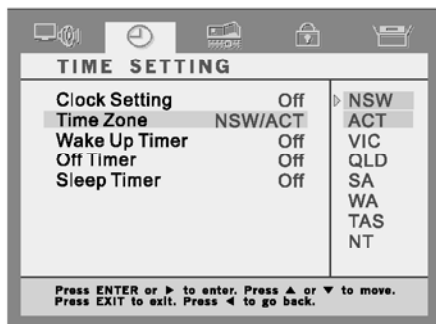 TIME SETTING
Clock Setting Off
Time Zone NSW/ACT
Wake Up Timer Off
Off Timer Off
Sleep Timer Off
▷ NSW
ACT
VIC
QLD
SA
WA
TAS
NT
Press ENTER or ▶ to enter. Press ▲ or ▼ to move.
Press EXIT to exit. Press ◀ to go back.